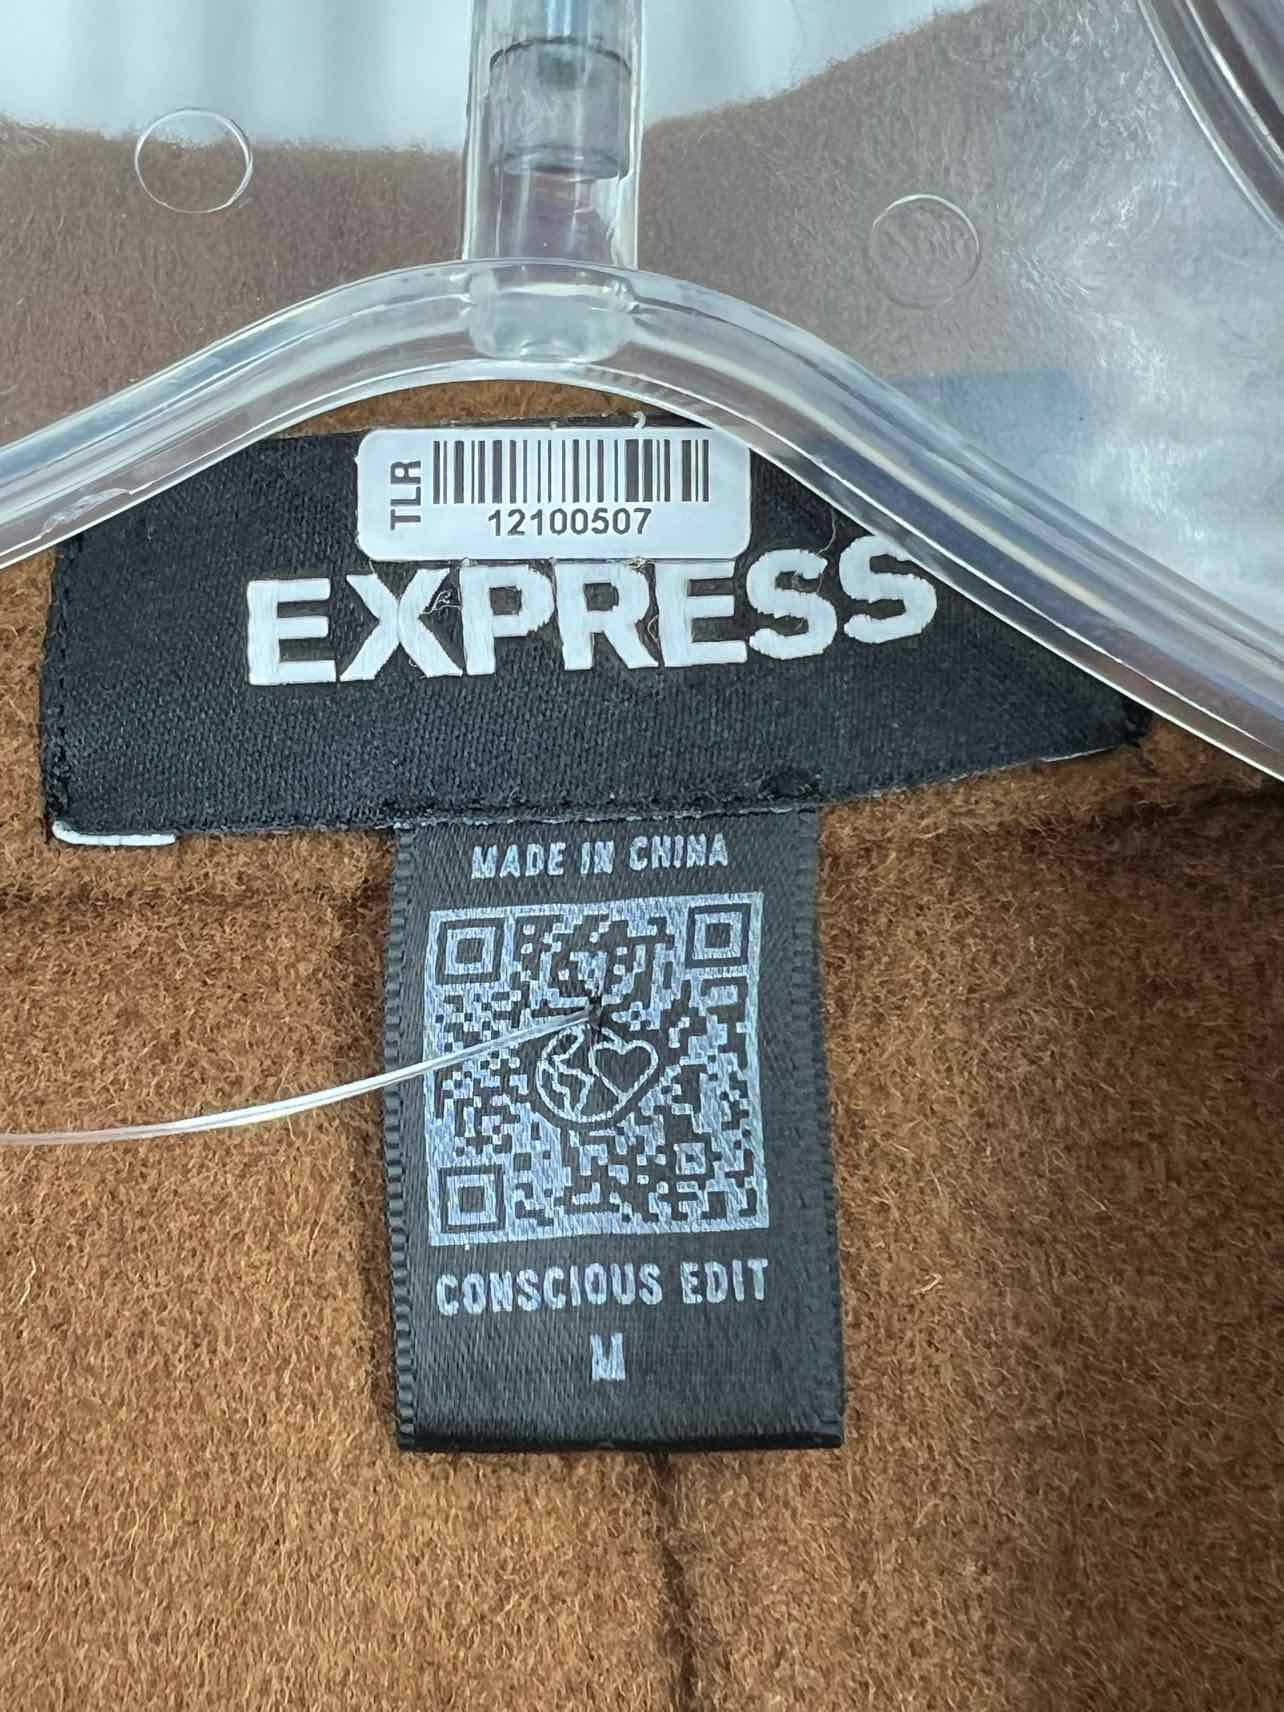 TLR
12100507
EXPRESS
MADE IN CHINA
CONSCIOUS EDIT
M